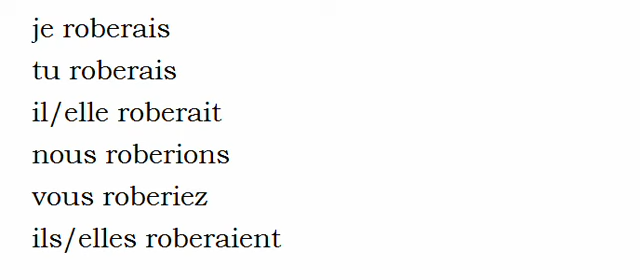 je roberais
tu roberais
il/elle roberait
nous roberions
vous roberiez
ils/elles roberaient